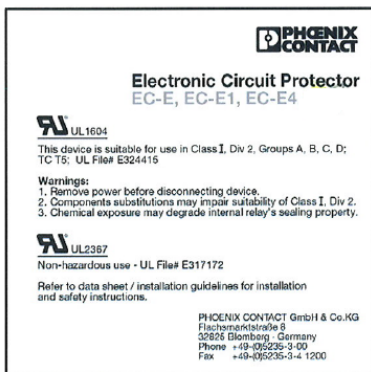 PHŒNIX
CONTACT
Electronic Circuit Protector
EC-E, EC-E1, EC-E4
UL1604
This device is suitable for use in Class I, Div 2, Groups A, B, C, D;
TC T5; UL File# E324415
Warnings:
1. Remove power before disconnecting device.
2. Components substitutions may impair suitability of Class I, Div 2.
3. Chemical exposure may degrade internal relay's sealing property.
UL2367
Non-hazardous use - UL File# E317172
Refer to data sheet / installation guidelines for installation
and safety instructions.
PHOENIX CONTACT GmbH & Co.KG
Flachsmarktstraße 8
32825 Blomberg - Germany
Phone +49-(0)5235-3-00
Fax +49-(0)5235-3-4 1200